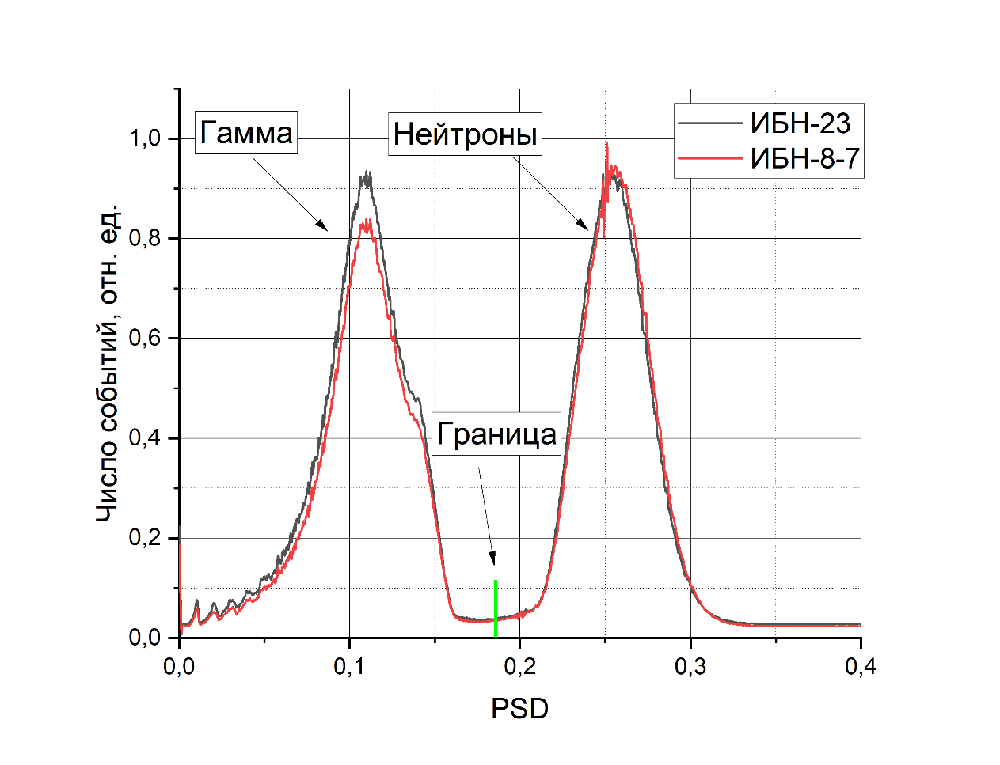 Гамма
Нейтроны
ИБН-23
ИБН-8-7
Граница
Число событий, отн. ед.
1,0
0,8
0,6
0,4
0,2
0,0
0,0 0,1 0,2 0,3 0,4
PSD